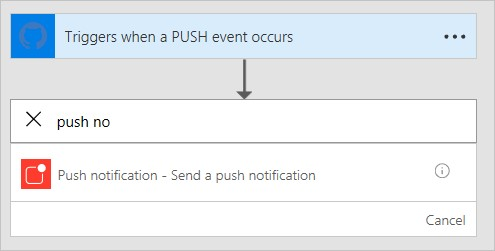 Triggers when a PUSH event occurs
push no
Push notification - Send a push notification
Cancel